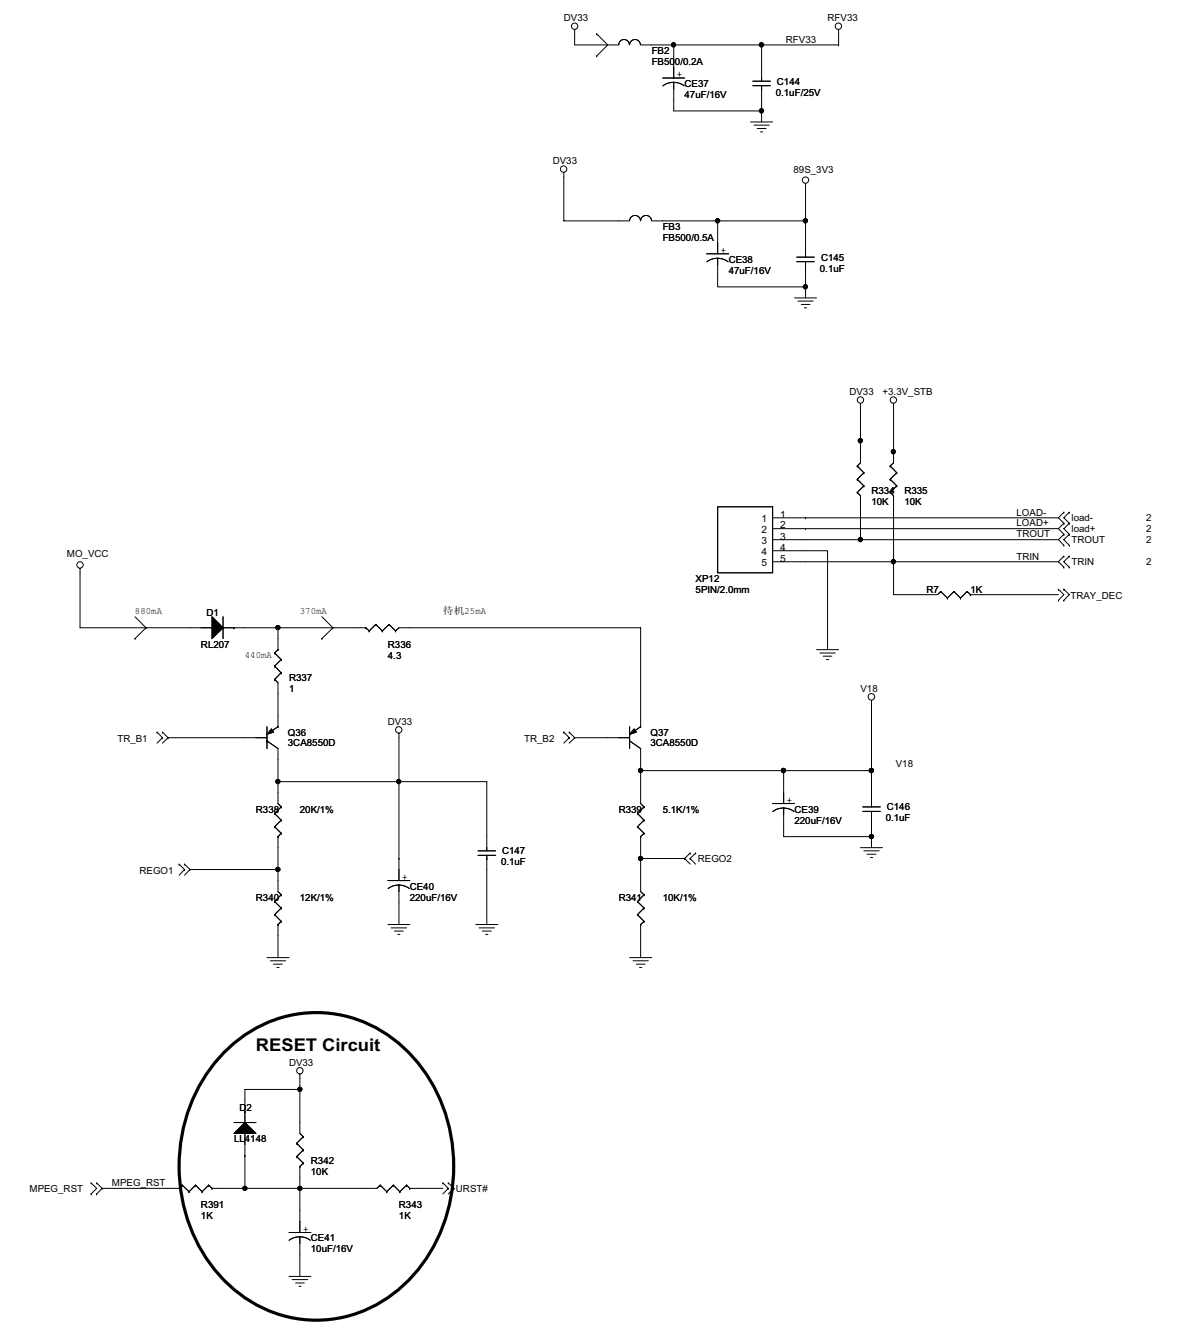 DV33
RFV33
RFV33
FB2
FB500/0.2A
+
CE37
47uF/16V
C144
0.1uF/25V
DV33
89S_3V3
FB3
FB500/0.5A
+
CE38
47uF/16V
C145
0.1uF
DV33 +3.3V_STB
R334
10K
R335
10K
1 1 LOAD- load- 2
2 2 LOAD+ load+ 2
3 3 TROUT TROUT 2
4 4
5 5 TRIN TRIN 2
XP12
5PIN/2.0mm
R7 1K TRAY_DEC
MO_VCC
880mA
D1
RL207
370mA
待机25mA
R336
4.3
440mA
R337
1
TR_B1
Q36
3CA8550D
DV33
TR_B2
Q37
3CA8550D
V18
V18
R338 20K/1%
R339 5.1K/1%
+
CE39
220uF/16V
C146
0.1uF
REGO1
C147
0.1uF
REGO2
R340 12K/1%
+
CE40
220uF/16V
R341 10K/1%
RESET Circuit
DV33
D2
LL4148
R342
10K
MPEG_RST MPEG_RST
R391
1K
R343
1K
URST#
+
CE41
10uF/16V